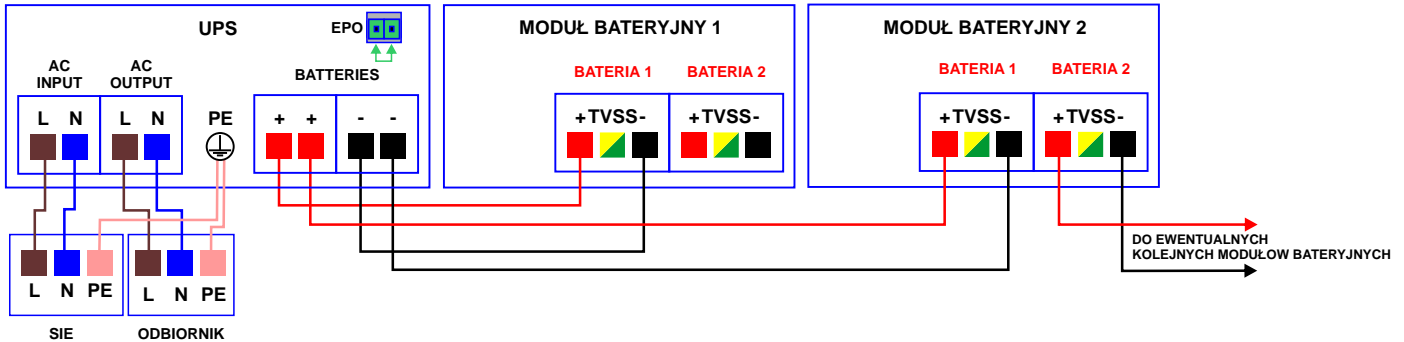 UPS
EPO
MODUŁ BATERYJNY 1
MODUŁ BATERYJNY 2
AC
INPUT
AC
OUTPUT
BATTERIES
BATERIA 1
BATERIA 2
BATERIA 1
BATERIA 2
L N
L N
PE
+ +
- -
+TVSS-
+TVSS-
+TVSS-
+TVSS-
DO EWENTUALNYCH
KOLEJNYCH MODUŁOW BATERYJNYCH
L N PE
L N PE
SIE
ODBIORNIK